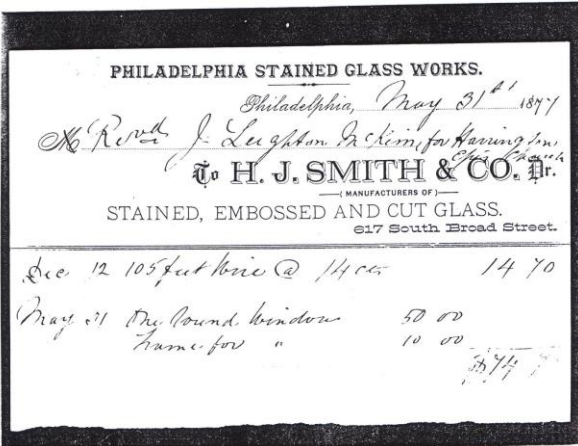 PHILADELPHIA STAINED GLASS WORKS.
Philadelphia, May 31st 1877
M Revd J Leighton McKim, for Harrington
Epis Church
To H. J. SMITH & CO. Dr.
(MANUFACTURERS OF)
STAINED, EMBOSSED AND CUT GLASS.
617 South Broad Street.
Dec 12 105 feet Wire @ 14 cts 14 70
May 31 One Round Window 50 00
Frame for " 10 00
$74